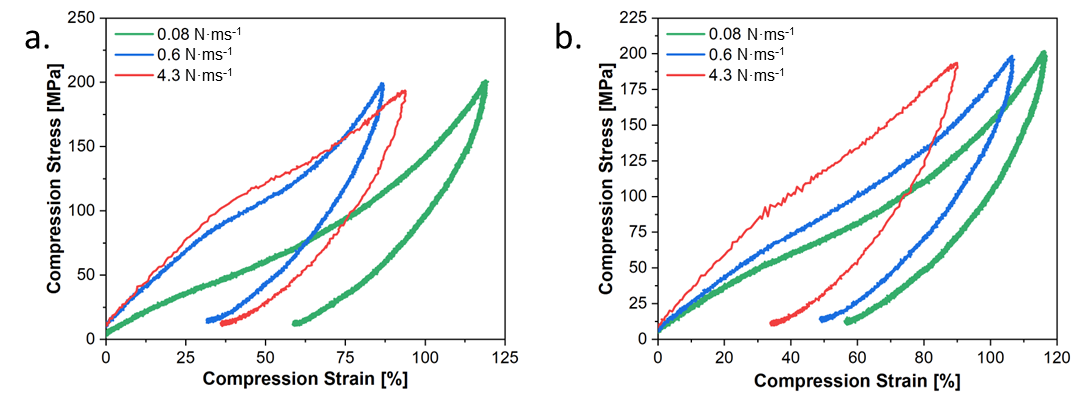 a.
Compression Stress [MPa]
250
200
150
100
50
0
0.08 N·ms⁻¹
0.6 N·ms⁻¹
4.3 N·ms⁻¹
0 25 50 75 100 125
Compression Strain [%]
b.
Compression Stress [MPa]
225
200
175
150
125
100
75
50
25
0
0.08 N·ms⁻¹
0.6 N·ms⁻¹
4.3 N·ms⁻¹
0 20 40 60 80 100 120
Compression Strain [%]